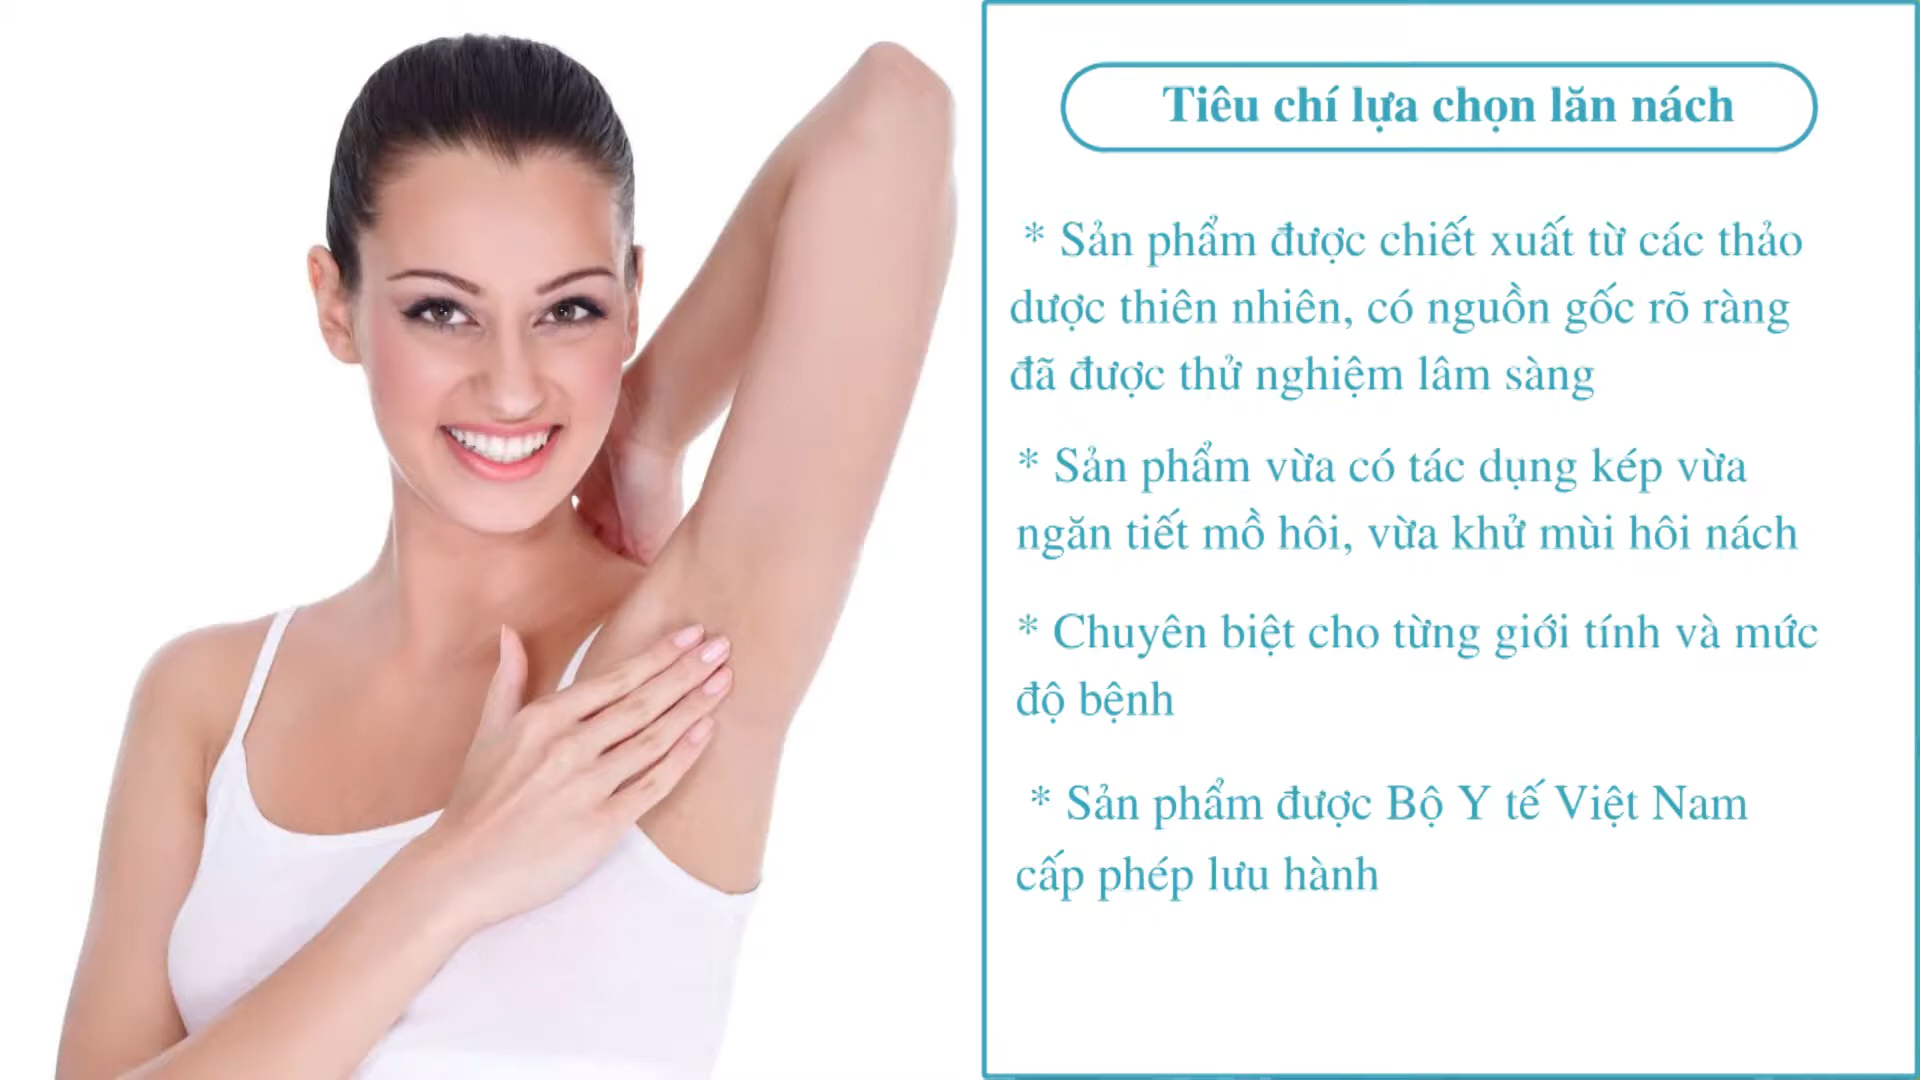 Tiêu chí lựa chọn lăn nách
* Sản phẩm được chiết xuất từ các thảo
dược thiên nhiên, có nguồn gốc rõ ràng
đã được thử nghiệm lâm sàng
* Sản phẩm vừa có tác dụng kép vừa
ngăn tiết mồ hôi, vừa khử mùi hôi nách
* Chuyên biệt cho từng giới tính và mức
độ bệnh
* Sản phẩm được Bộ Y tế Việt Nam
cấp phép lưu hành